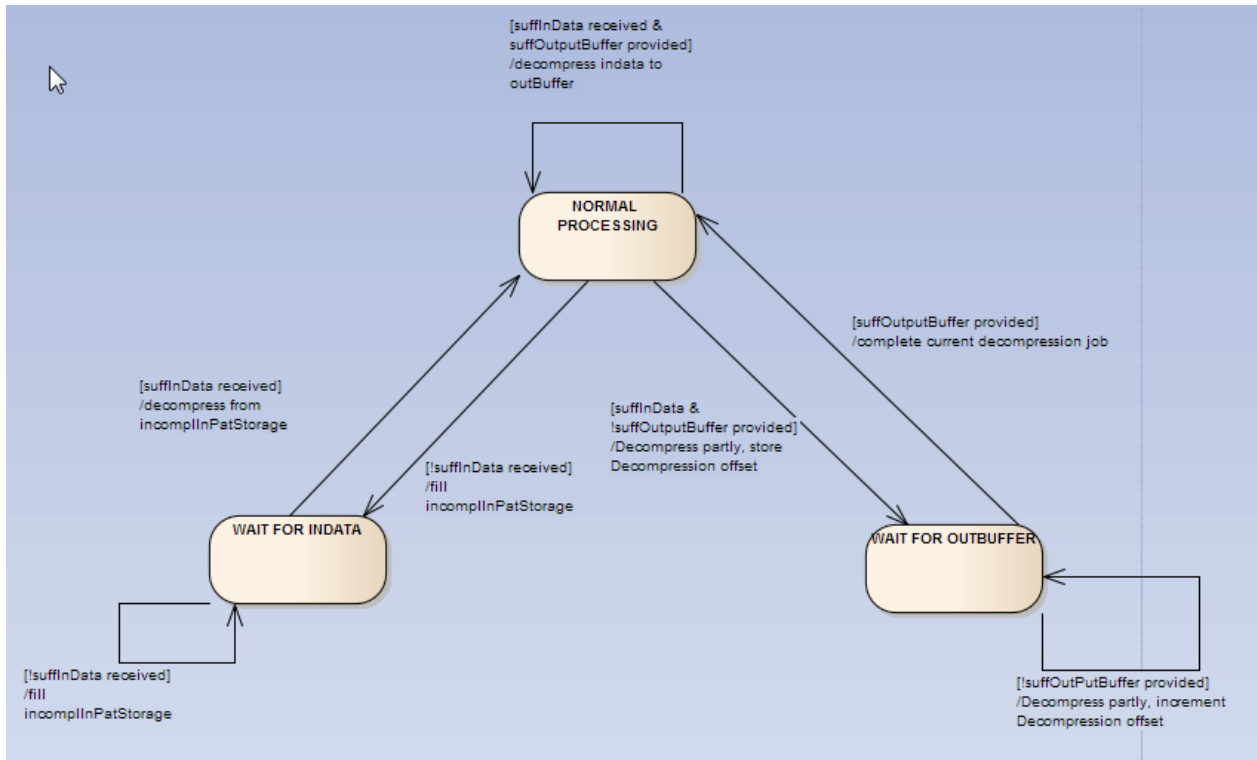 [suffInData received &
suffOutputBuffer provided]
/decompress indata to
outBuffer
NORMAL
PROCESSING
[suffOutputBuffer provided]
/complete current decompression job
[suffInData received]
/decompress from
incomplInPatStorage
[suffInData &
!suffOutputBuffer provided]
/Decompress partly, store
Decompression offset
[!suffInData received]
/fill
incomplInPatStorage
WAIT FOR INDATA
WAIT FOR OUTBUFFER
[!suffInData received]
/fill
incomplInPatStorage
[!suffOutPutBuffer provided]
/Decompress partly, increment
Decompression offset